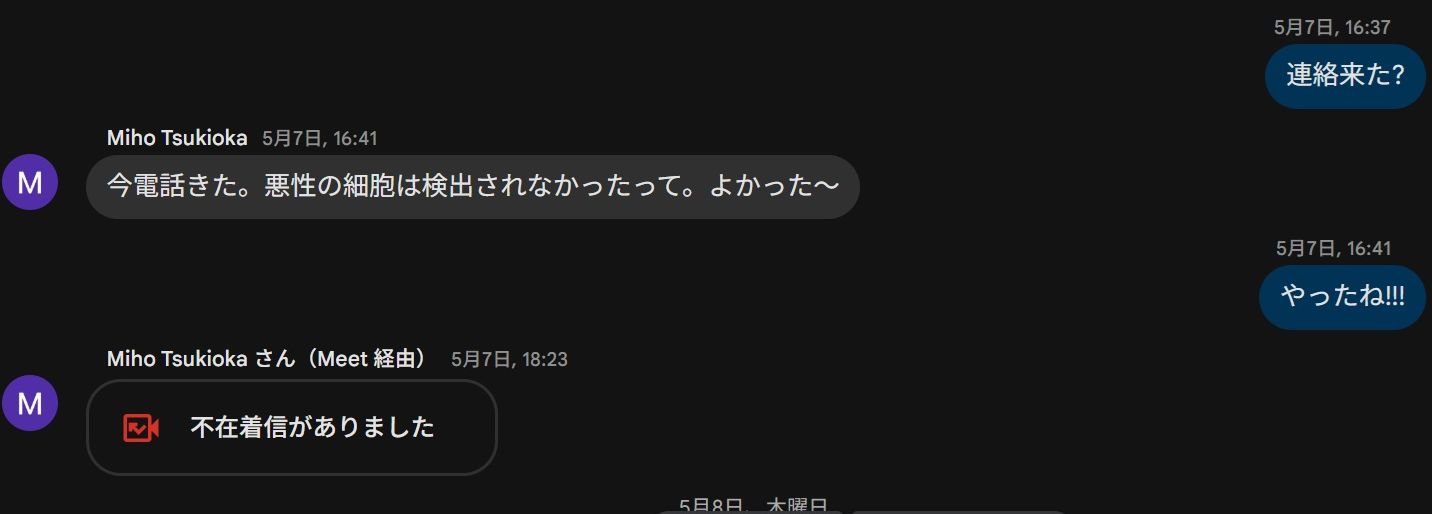 5月7日, 16:37
連絡来た?
Miho Tsukioka 5月7日, 16:41
M
今電話きた。悪性の細胞は検出されなかったって。よかった〜
5月7日, 16:41
やったね!!!
Miho Tsukioka さん（Meet 経由） 5月7日, 18:23
M
不在着信がありました
5月8日、木曜日